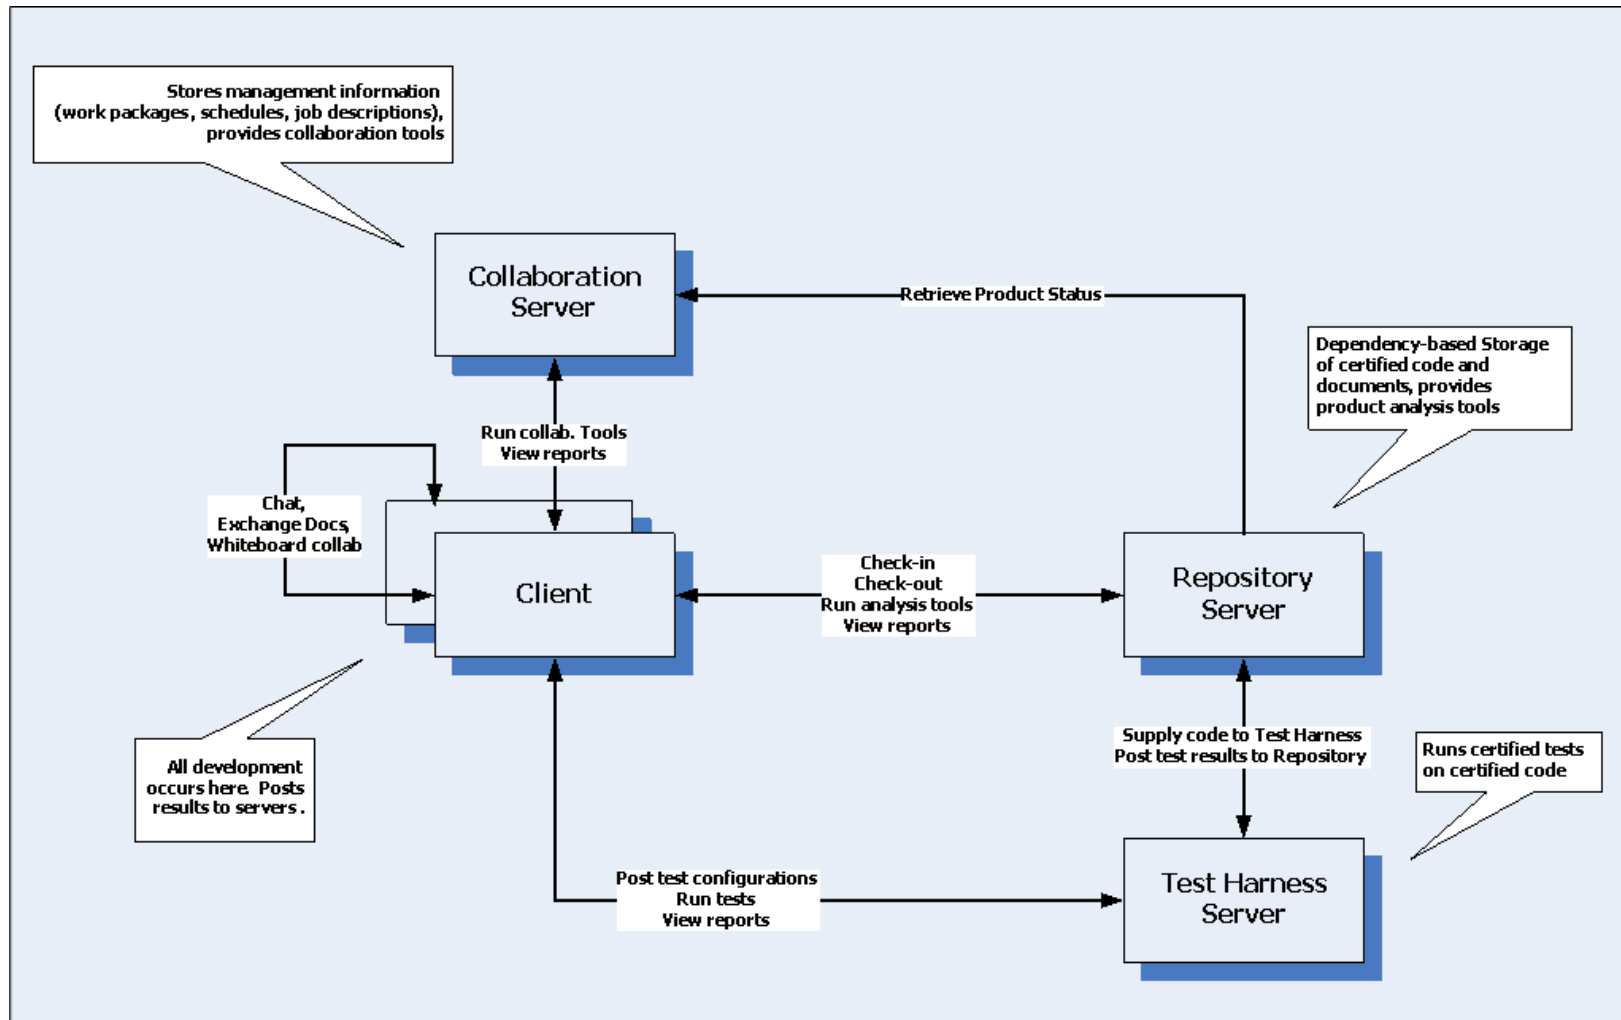 Stores management information
(work packages, schedules, job descriptions),
provides collaboration tools
Collaboration
Server
Retrieve Product Status
Dependency-based Storage
of certified code and
documents, provides
product analysis tools
Run collab. Tools
View reports
Chat,
Exchange Docs,
Whiteboard collab
Client
Check-in
Check-out
Run analysis tools
View reports
Repository
Server
All development
occurs here. Posts
results to servers.
Supply code to Test Harness
Post test results to Repository
Runs certified tests
on certified code
Post test configurations
Run tests
View reports
Test Harness
Server